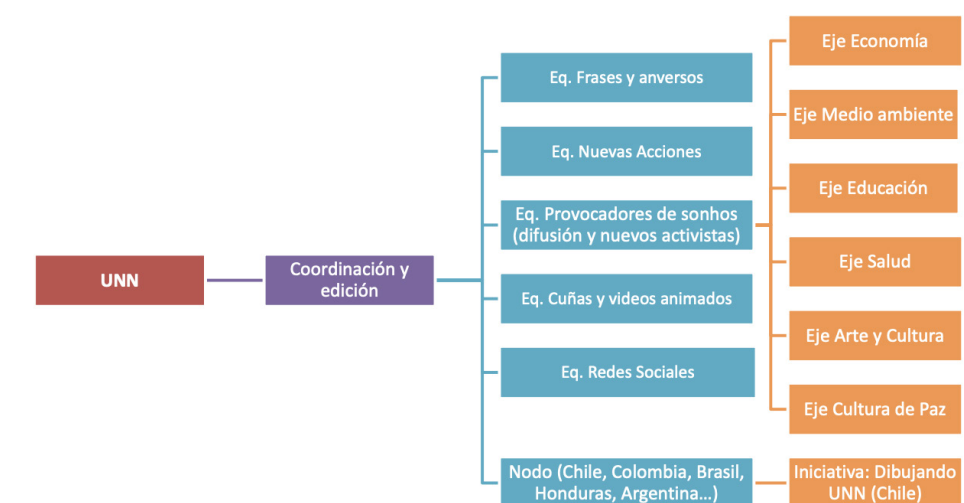 UNN
Coordinación y
edición
Eq. Frases y anversos
Eq. Nuevas Acciones
Eq. Provocadores de sonhos
(difusión y nuevos activistas)
Eq. Cuñas y videos animados
Eq. Redes Sociales
Nodo (Chile, Colombia, Brasil,
Honduras, Argentina...)
Eje Economía
Eje Medio ambiente
Eje Educación
Eje Salud
Eje Arte y Cultura
Eje Cultura de Paz
Iniciativa: Dibujando
UNN (Chile)